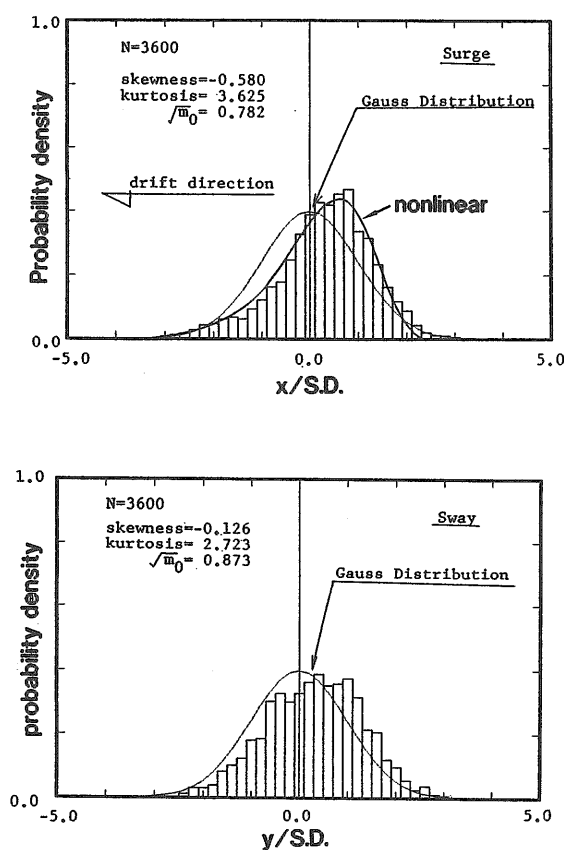 1.0
N=3600
Surge
skewness=-0.580
kurtosis= 3.625
√m0= 0.782
Gauss Distribution
drift direction
nonlinear
Probability density
0.0
-5.0
0.0
5.0
x/S.D.
1.0
N=3600
Sway
skewness=-0.126
kurtosis= 2.723
√m0= 0.873
Gauss Distribution
probability density
0.0
-5.0
0.0
5.0
y/S.D.